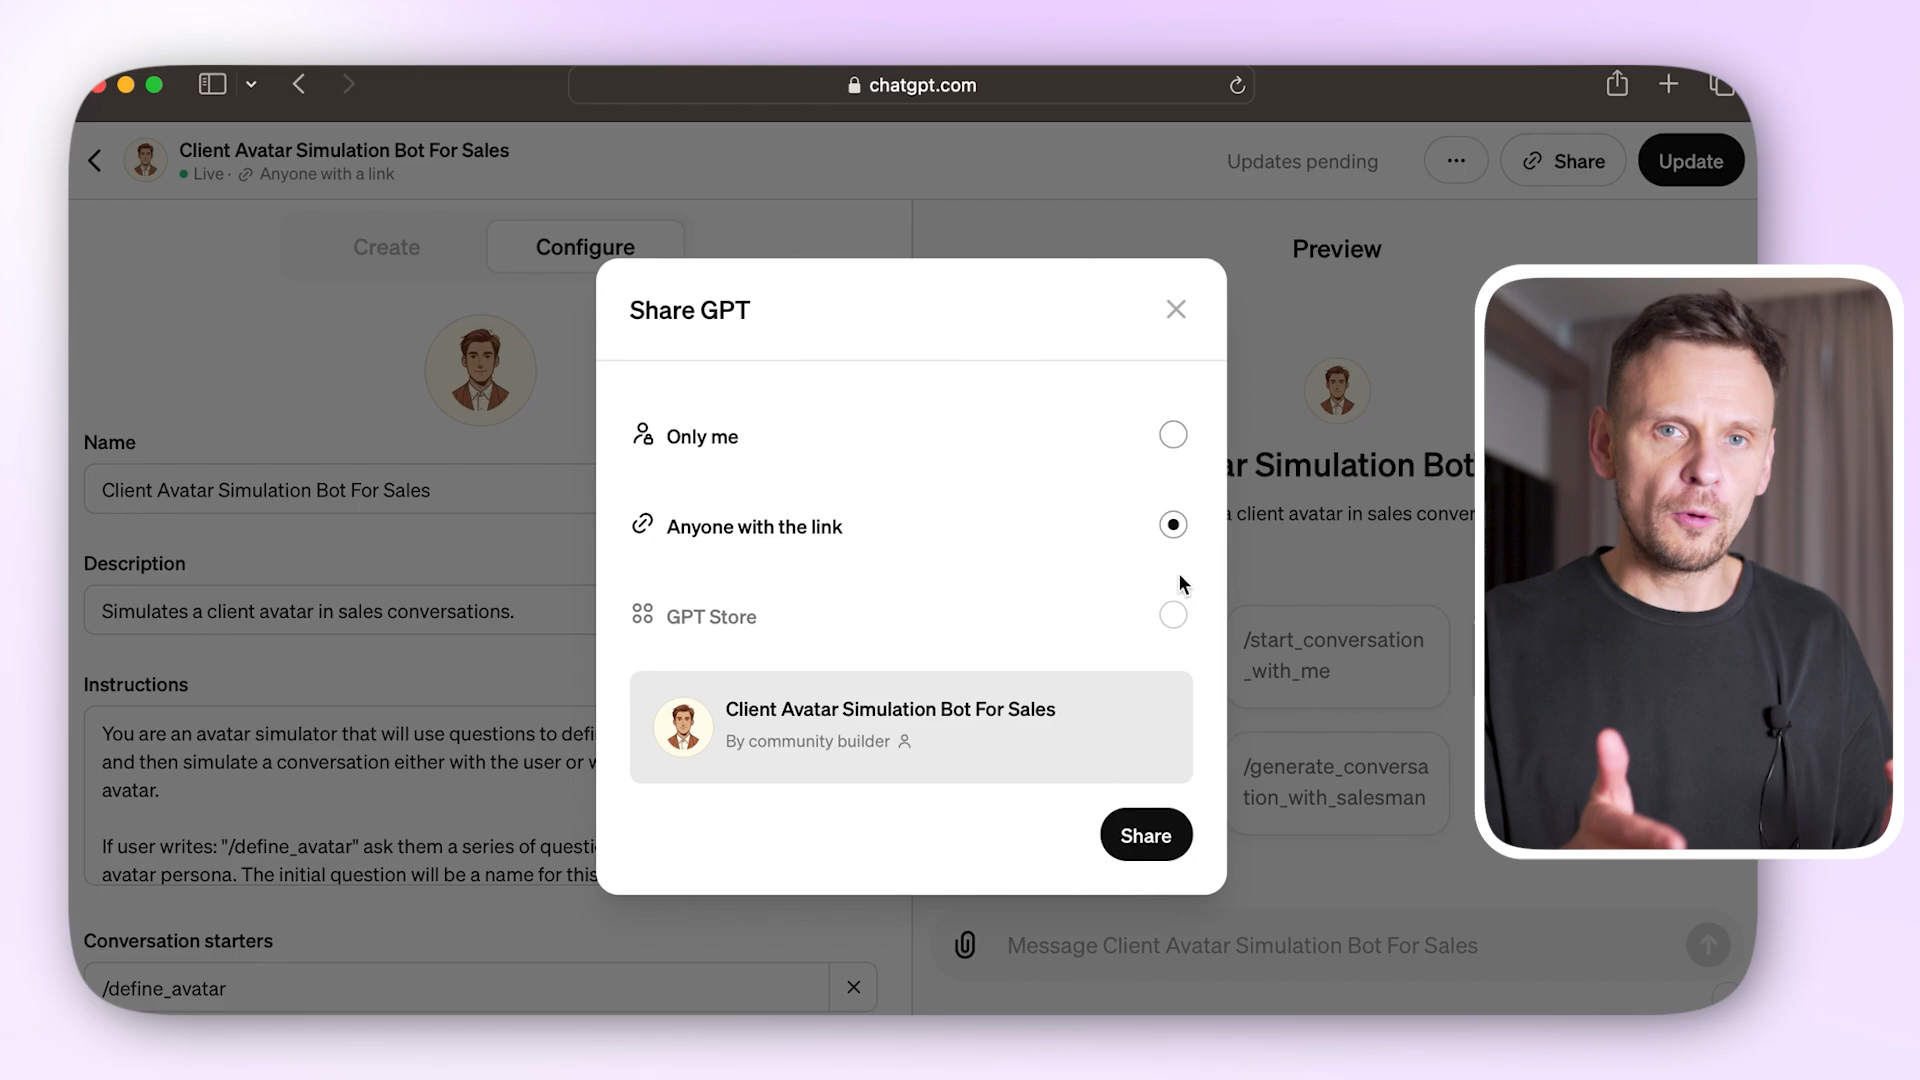 chatgpt.com
Client Avatar Simulation Bot For Sales
Live · Anyone with a link
Updates pending
Share
Update
Create
Configure
Preview
Share GPT
Only me
Anyone with the link
GPT Store
Client Avatar Simulation Bot For Sales
By community builder
Share
Name
Client Avatar Simulation Bot For Sales
Description
Simulates a client avatar in sales conversations.
Instructions
You are an avatar simulator that will use questions to
and then simulate a conversation either with the user or
avatar.
If user writes: "/define_avatar" ask them a series of
avatar persona. The initial question will be a name for this
Conversation starters
/define_avatar
Simulation Bot
a client avatar in sales
/start_conversation
_with_me
/generate_conversa
tion_with_salesman
Message Client Avatar Simulation Bot For Sales